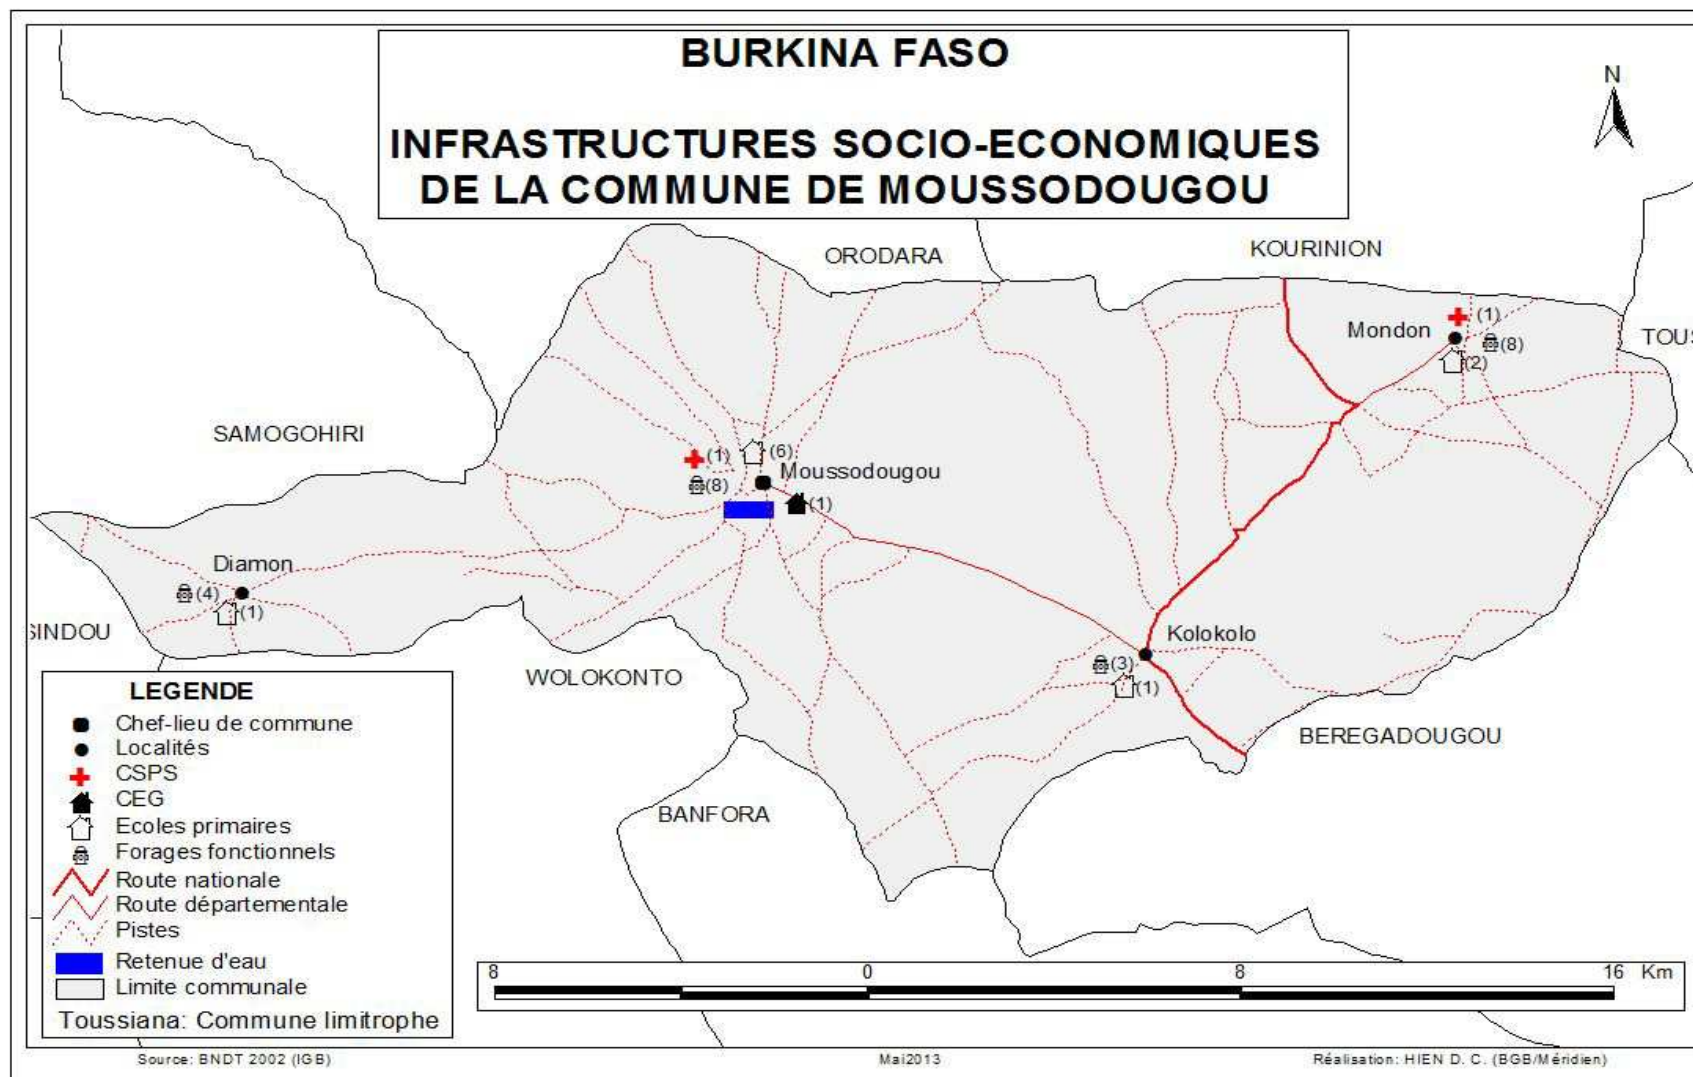 BURKINA FASO
INFRASTRUCTURES SOCIO-ECONOMIQUES
DE LA COMMUNE DE MOUSSODOUGOU
N
ORODARA
KOURINION
(1)
Mondon
(8)
(2)
TOUS
SAMOGOHIRI
(6)
(1)
Moussodougou
(8)
(1)
Diamon
(4)
(1)
SINDOU
Kolokolo
(3)
(1)
WOLOKONTO
BEREGADOUGOU
BANFORA
LEGENDE
Chef-lieu de commune
Localités
CSPS
CEG
Ecoles primaires
Forages fonctionnels
Route nationale
Route départementale
Pistes
Retenue d'eau
Limite communale
Toussiana: Commune limitrophe
8 0 8 16 Km
Source: BNDT 2002 (IGB)
Mai2013
Réalisation: HIEN D. C. (BGB/Méridien)